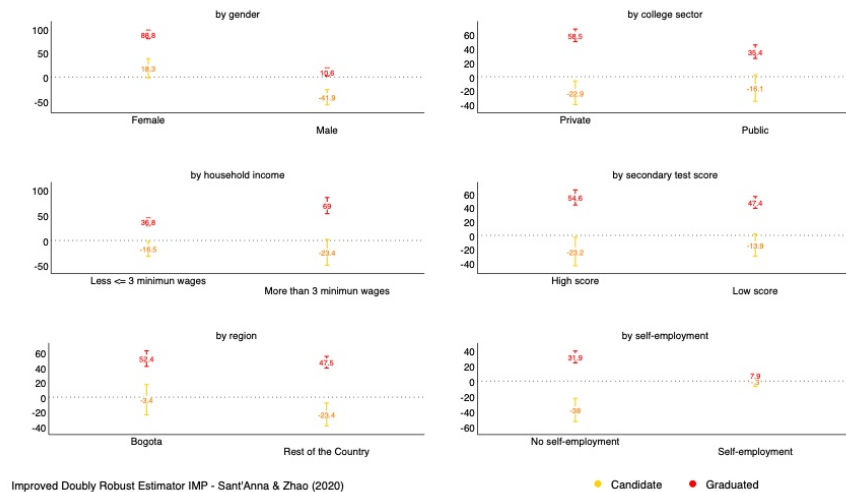 by gender
100
50
0
-50
88.8
18.3
10.6
-41.9
Female
Male
by college sector
60
40
20
0
-20
-40
58.5
-22.9
35.4
-16.1
Private
Public
by household income
100
50
0
-50
36.8
-16.5
69
-23.4
Less <= 3 minimun wages
More than 3 minimun wages
by secondary test score
60
40
20
0
-20
-40
54.6
-23.2
47.4
-13.9
High score
Low score
by region
60
40
20
0
-20
-40
52.4
-3.4
47.5
-23.4
Bogota
Rest of the Country
by self-employment
40
20
0
-20
-40
-60
31.9
-38
7.9
-3
No self-employment
Self-employment
Improved Doubly Robust Estimator IMP - Sant'Anna & Zhao (2020)
Candidate
Graduated